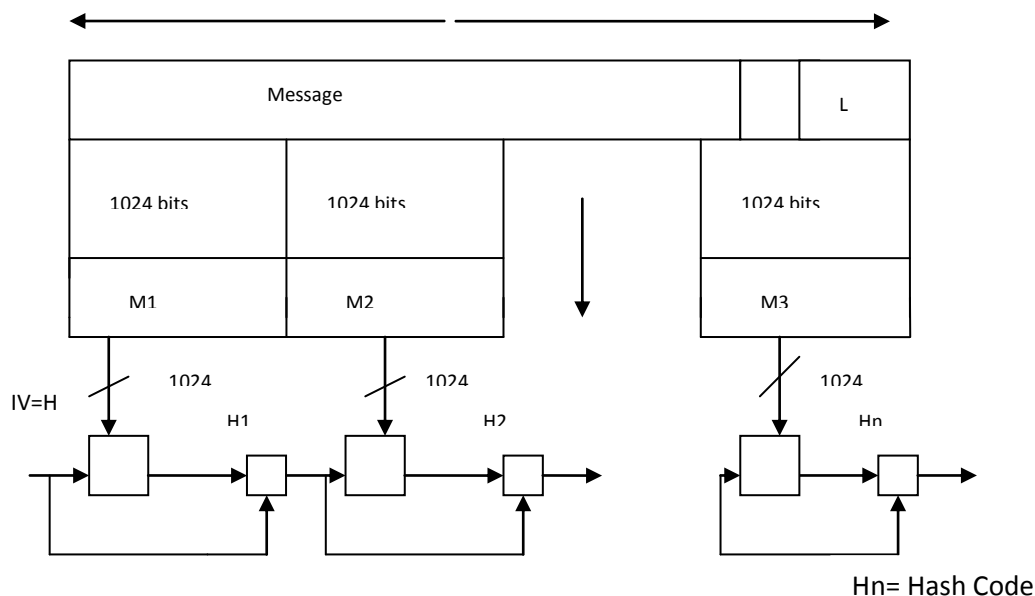 Message
L
1024 bits
1024 bits
1024 bits
M1
M2
M3
1024
1024
1024
IV=H
H1
H2
Hn
Hn= Hash Code